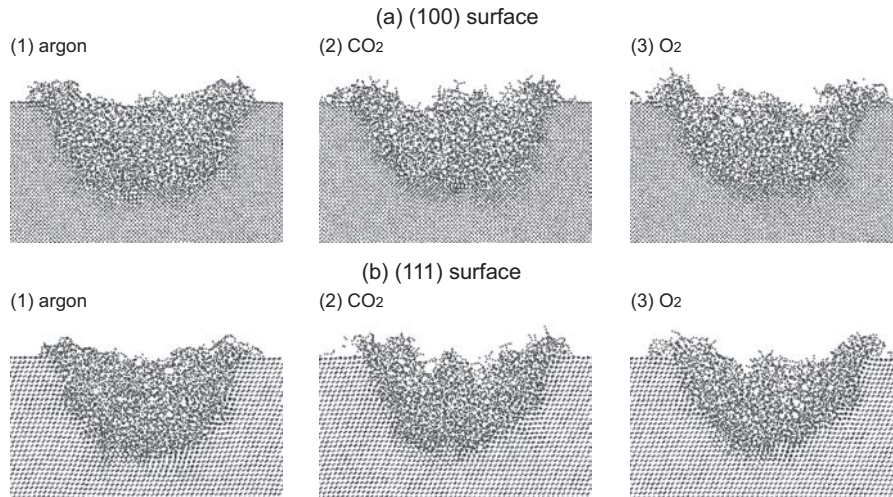 (a) (100) surface
(1) argon (2) CO2 (3) O2
(b) (111) surface
(1) argon (2) CO2 (3) O2